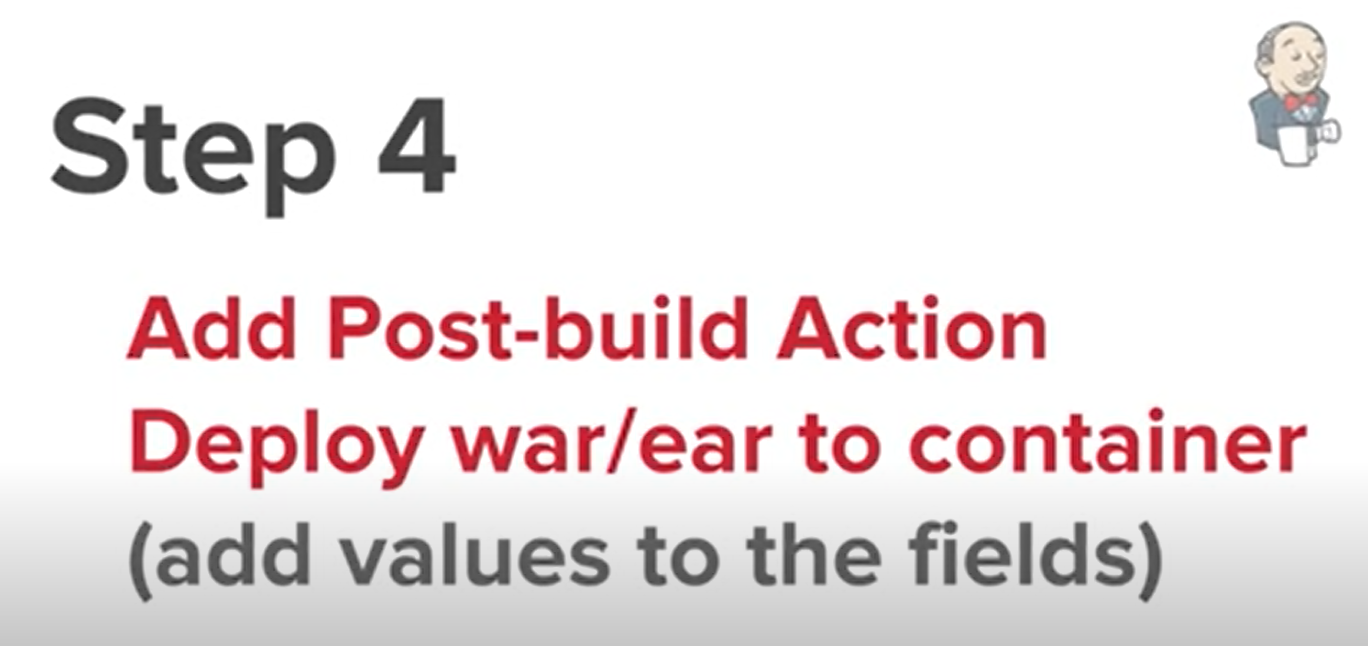 Step 4
Add Post-build Action
Deploy war/ear to container
(add values to the fields)